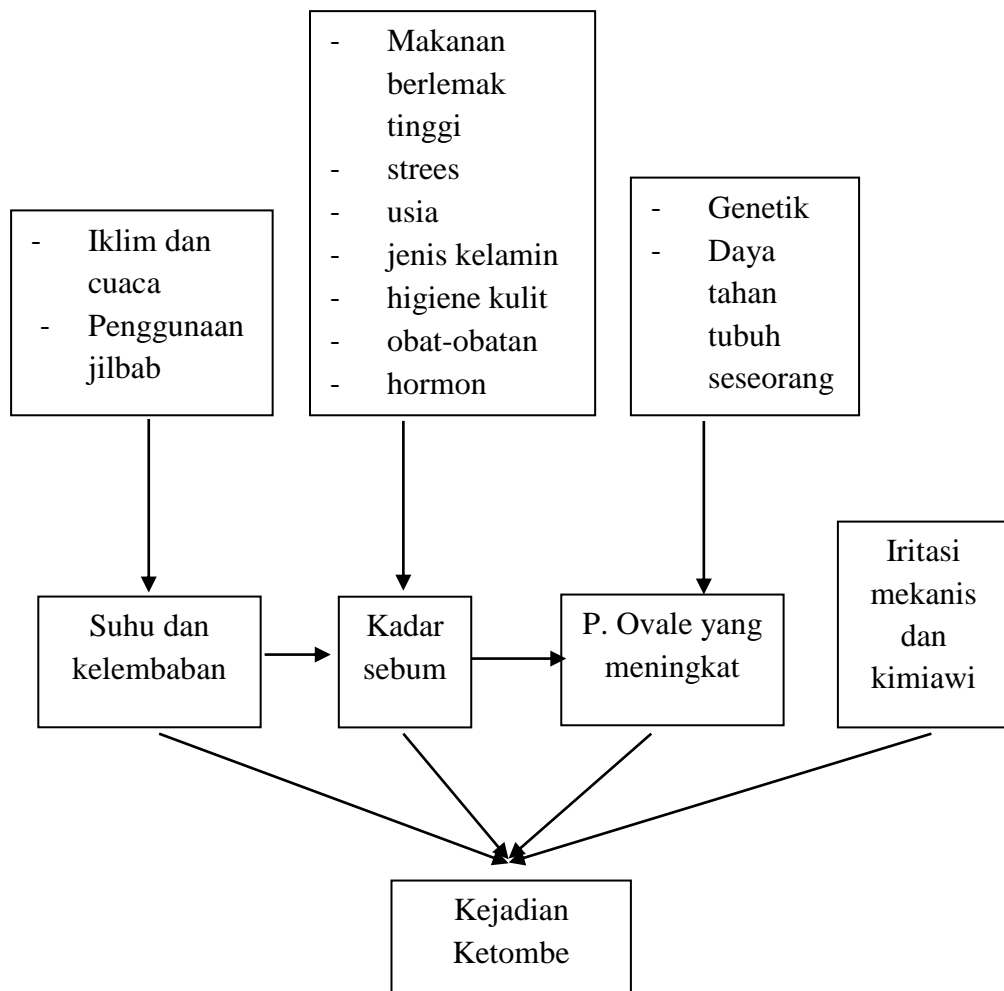 - Makanan
berlemak
tinggi
- strees
- usia
- jenis kelamin
- higiene kulit
- obat-obatan
- hormon
- Genetik
- Daya
tahan
tubuh
seseorang
- Iklim dan
cuaca
- Penggunaan
jilbab
Iritasi
mekanis
dan
kimiawi
Suhu dan
kelembaban
Kadar
sebum
P. Ovale yang
meningkat
Kejadian
Ketombe